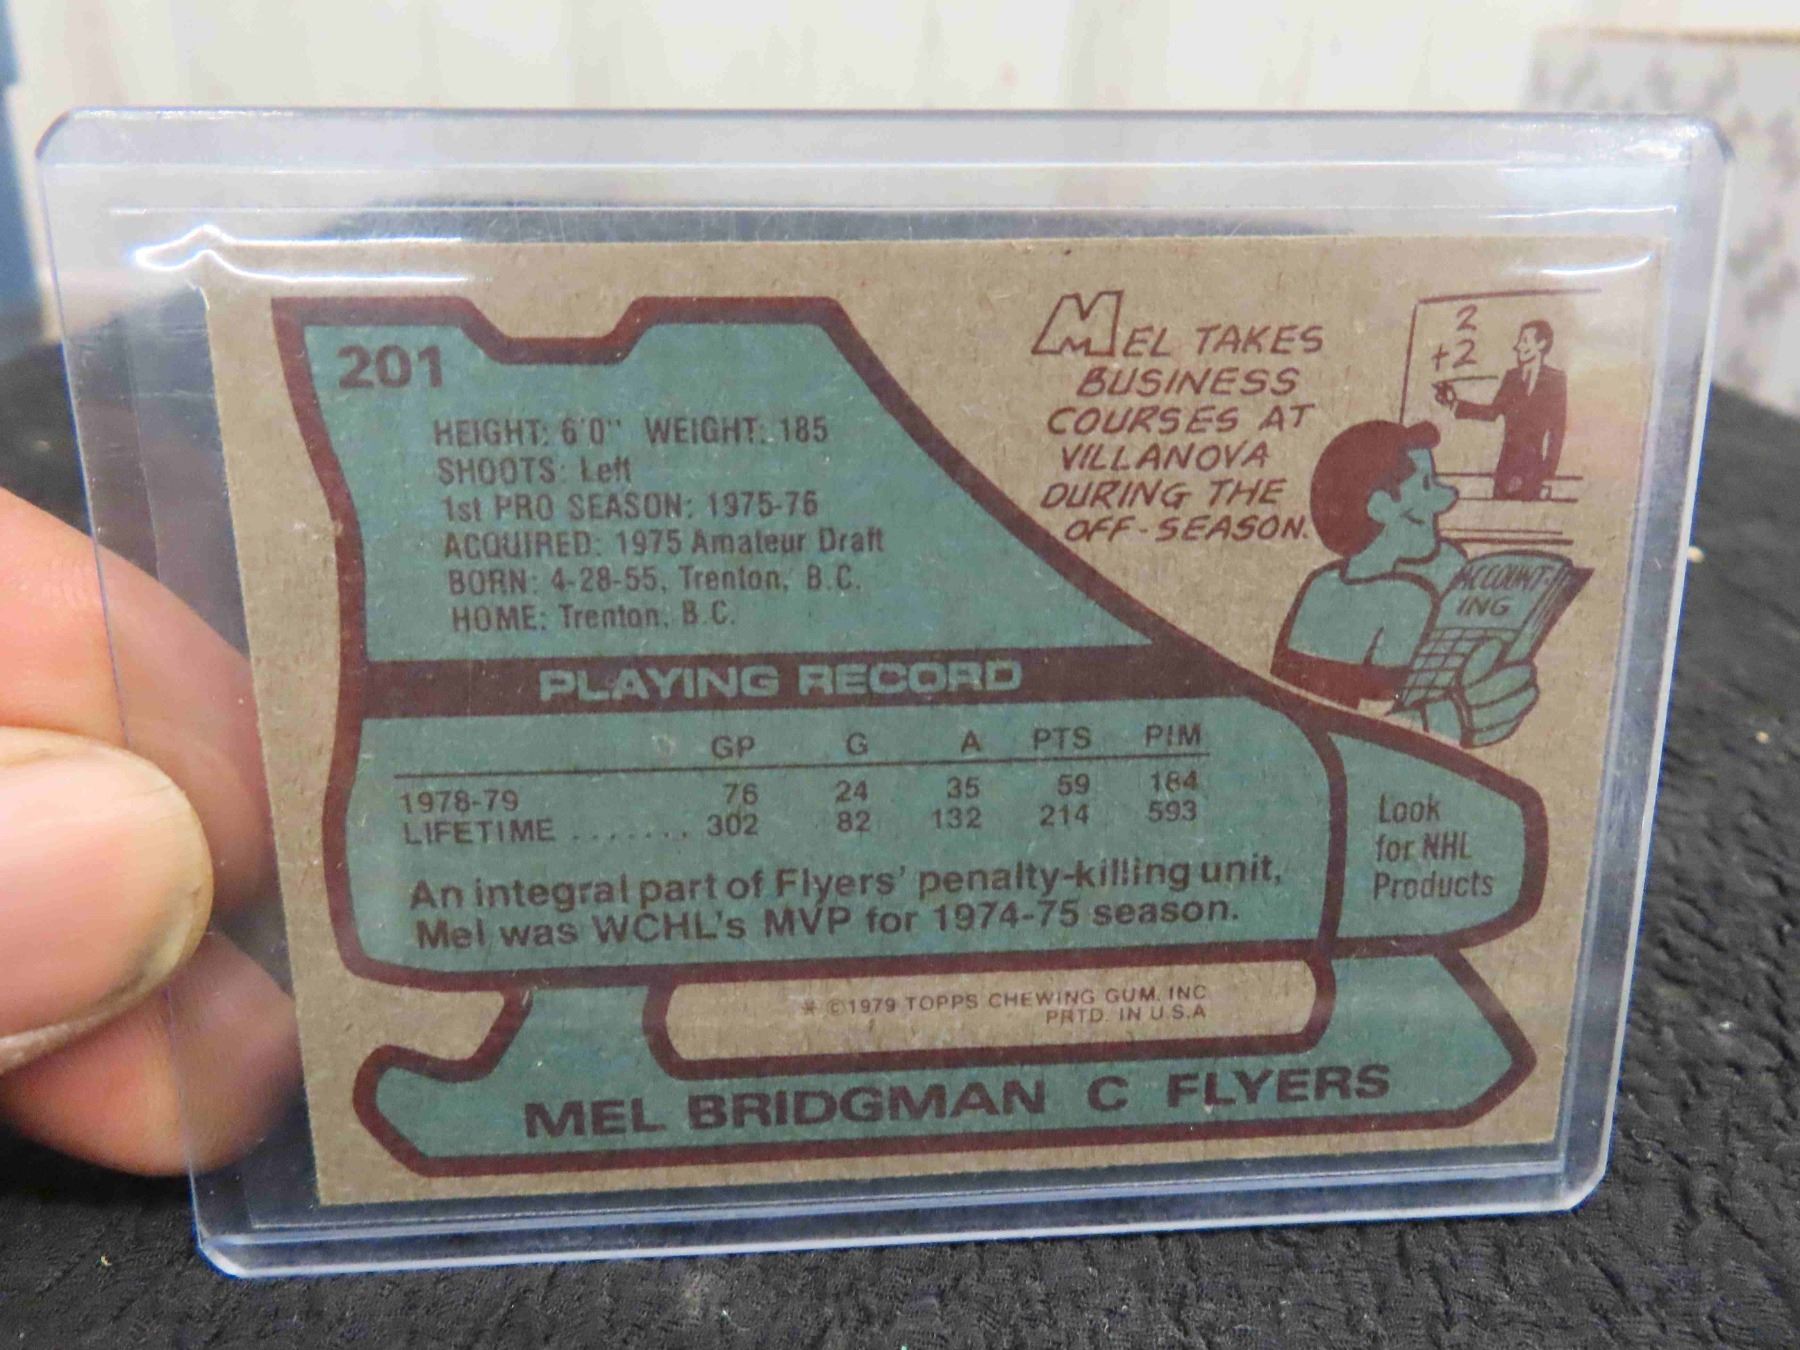 201
HEIGHT: 6'0" WEIGHT: 185
SHOOTS: Left
1st PRO SEASON: 1975-76
ACQUIRED: 1975 Amateur Draft
BORN: 4-28-55, Trenton, B.C.
HOME: Trenton, B.C.
MEL TAKES
BUSINESS
COURSES AT
VILLANOVA
DURING THE
OFF-SEASON.
2
+2
ACCOUNT-
ING
PLAYING RECORD
GP G A PTS PIM
1978-79 76 24 35 59 184
LIFETIME ....... 302 82 132 214 593
An integral part of Flyers' penalty-killing unit,
Mel was WCHL's MVP for 1974-75 season.
Look
for NHL
Products
* ©1979 TOPPS CHEWING GUM, INC
PRTD. IN U.S.A
MEL BRIDGMAN C FLYERS